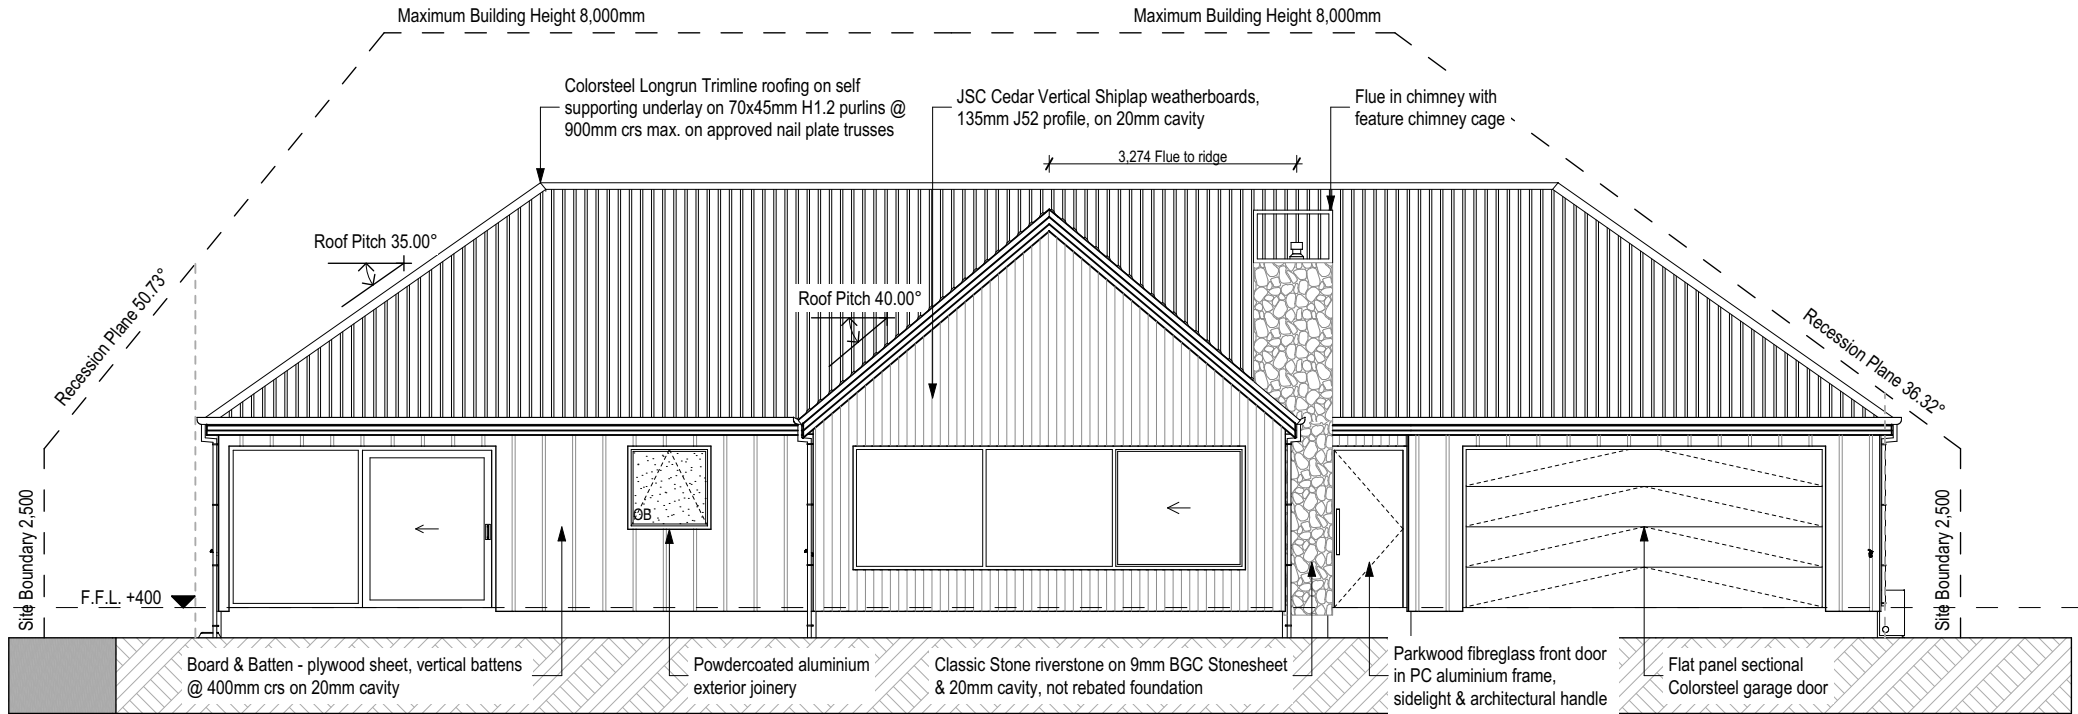 Maximum Building Height 8,000mm
Maximum Building Height 8,000mm
Colorsteel Longrun Trimline roofing on self
supporting underlay on 70x45mm H1.2 purlins @
900mm crs max. on approved nail plate trusses
JSC Cedar Vertical Shiplap weatherboards,
135mm J52 profile, on 20mm cavity
Flue in chimney with
feature chimney cage
3,274 Flue to ridge
Roof Pitch 35.00°
Roof Pitch 40.00°
Recession Plane 50.73°
Recession Plane 36.32°
Site Boundary 2,500
OB
Site Boundary 2,500
F.F.L. +400
Board & Batten - plywood sheet, vertical battens
@ 400mm crs on 20mm cavity
Powdercoated aluminium
exterior joinery
Classic Stone riverstone on 9mm BGC Stonesheet
& 20mm cavity, not rebated foundation
Parkwood fibreglass front door
in PC aluminium frame,
sidelight & architectural handle
Flat panel sectional
Colorsteel garage door